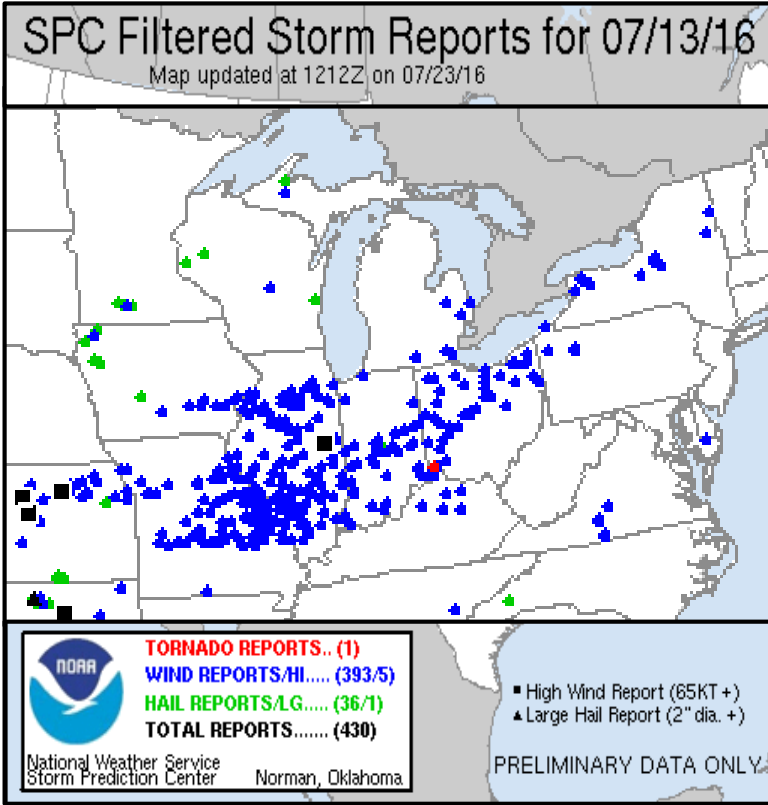 SPC Filtered Storm Reports for 07/13/16
Map updated at 1212Z on 07/23/16
NOAA
TORNADO REPORTS.. (1)
WIND REPORTS/HI..... (393/5)
HAIL REPORTS/LG..... (36/1)
TOTAL REPORTS....... (430)
National Weather Service
Storm Prediction Center Norman, Oklahoma
High Wind Report (65KT +)
Large Hail Report (2" dia. +)
PRELIMINARY DATA ONLY